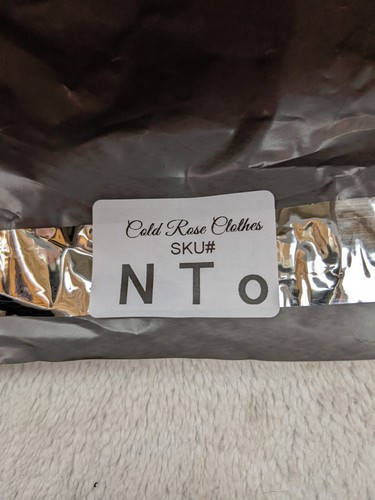 Cold Rose Clothes
SKU#
N T o